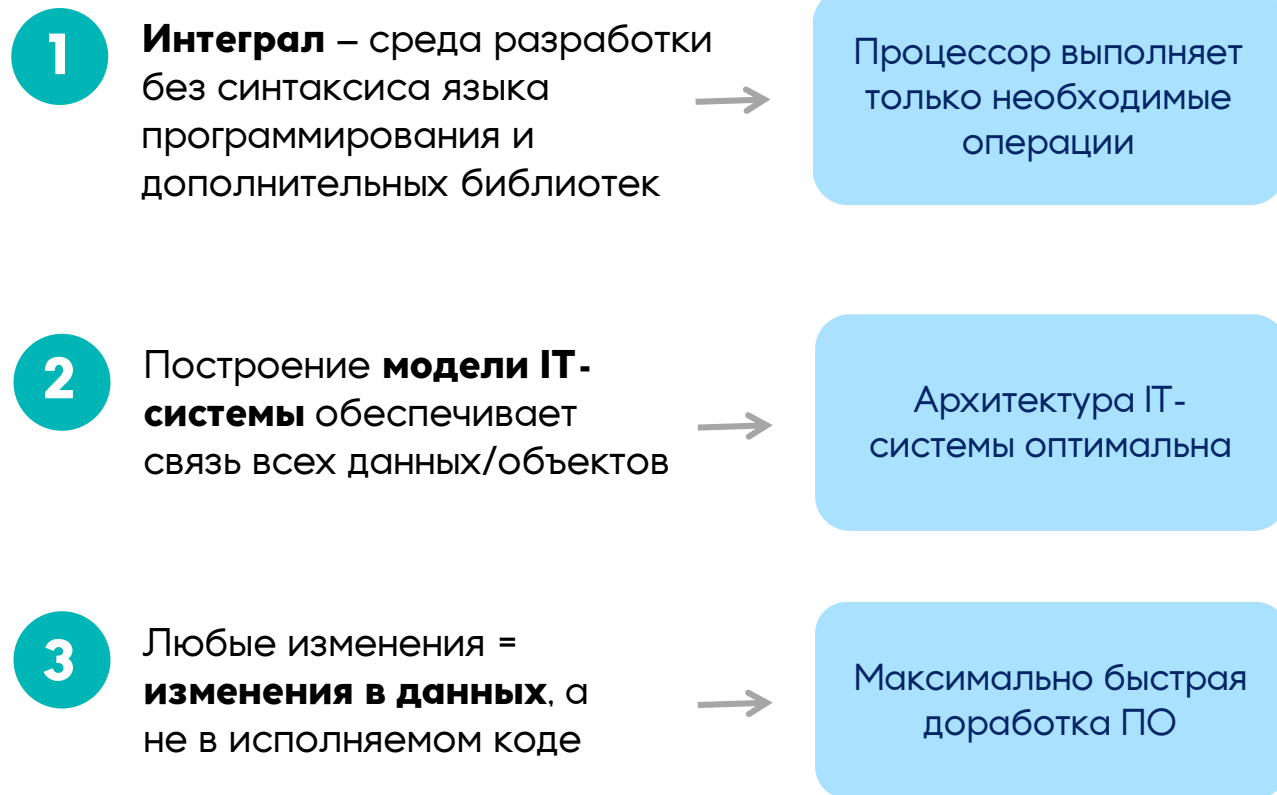 1
Интеграл – среда разработки
без синтаксиса языка
программирования и
дополнительных библиотек
Процессор выполняет
только необходимые
операции
2
Построение модели IT-
системы обеспечивает
связь всех данных/объектов
Архитектура IT-
системы оптимальна
3
Любые изменения =
изменения в данных, а
не в исполняемом коде
Максимально быстрая
доработка ПО